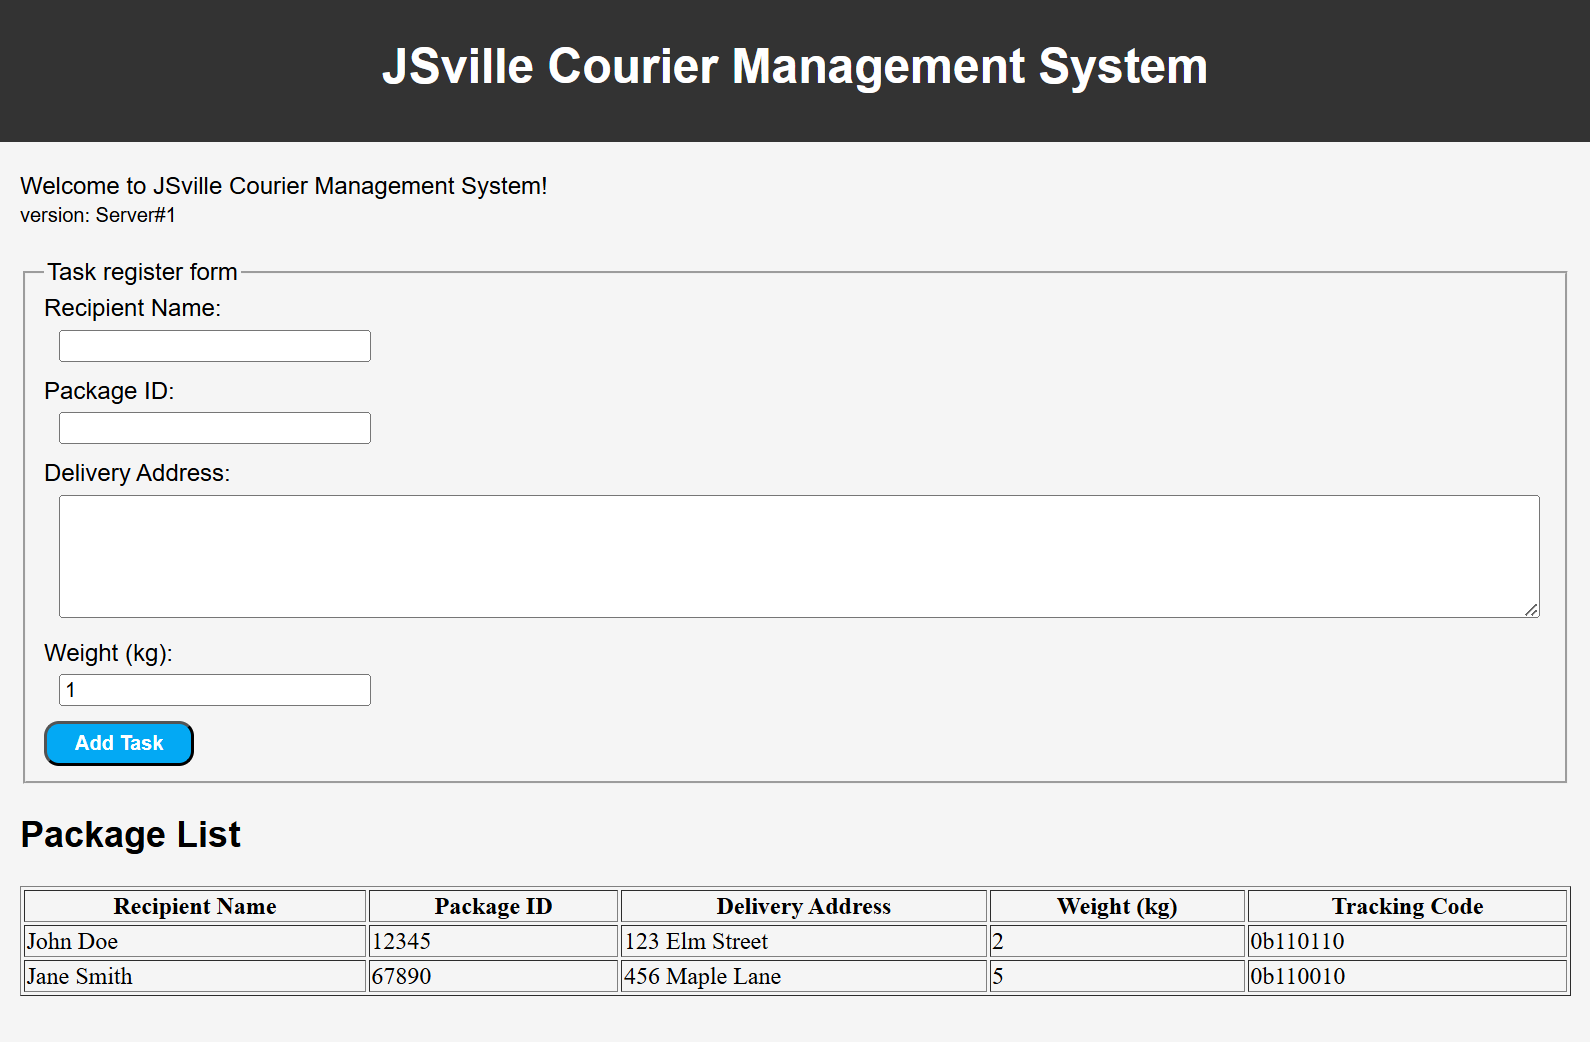 JSville Courier Management System
Welcome to JSville Courier Management System!
version: Server#1
Task register form
Recipient Name:
Package ID:
Delivery Address:
Weight (kg):
1
Add Task
Package List
Recipient Name Package ID Delivery Address Weight (kg) Tracking Code
John Doe 12345 123 Elm Street 2 0b110110
Jane Smith 67890 456 Maple Lane 5 0b110010